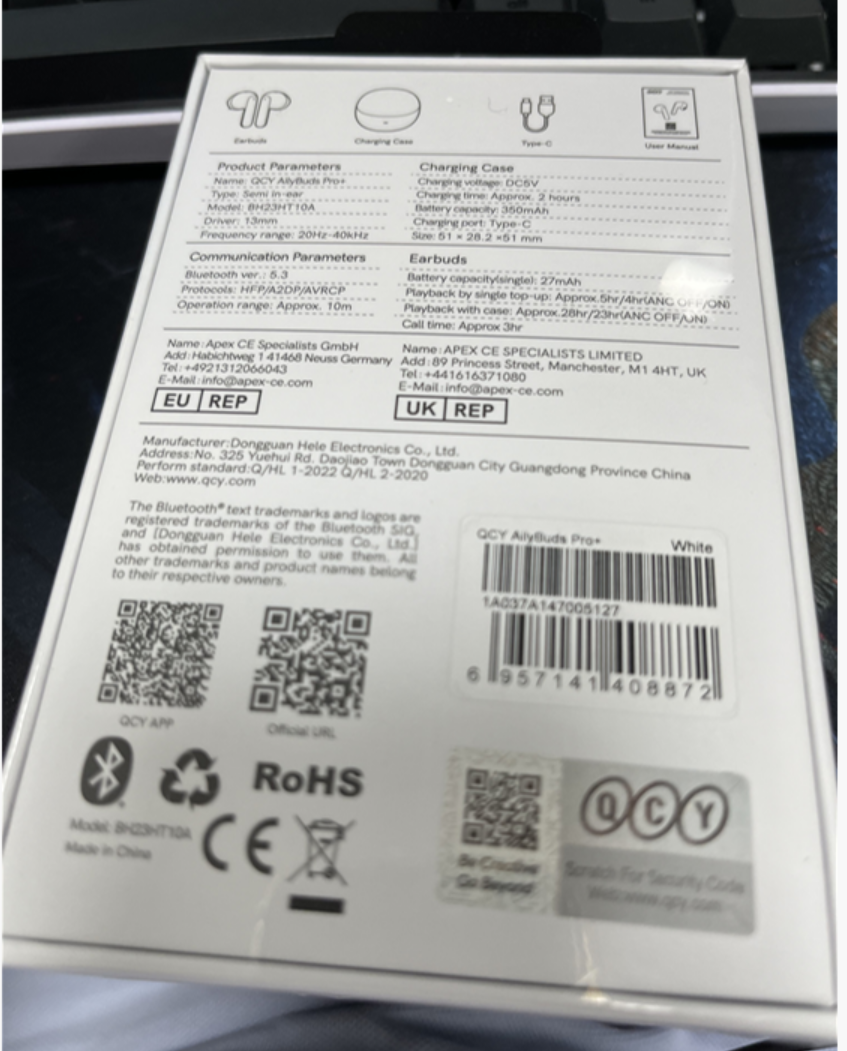 Earbuds
Charging Case
Type-C
User Manual
Product Parameters
Name: QCY AilyBuds Pro+
Type: Semi in-ear
Model: BH23HT10A
Driver: 13mm
Frequency range: 20Hz-40kHz
Charging Case
Charging voltage: DC5V
Charging time: Approx. 2 hours
Battery capacity: 350mAh
Charging port: Type-C
Size: 51 × 28.2 ×51 mm
Communication Parameters
Bluetooth ver.: 5.3
Protocols: HFP/A2DP/AVRCP
Operation range: Approx. 10m
Earbuds
Battery capacity(single): 27mAh
Playback by single top-up: Approx.5hr/4hr(ANC OFF/ON)
Playback with case: Approx.28hr/23hr(ANC OFF/ON)
Call time: Approx 3hr
Name:Apex CE Specialists GmbH
Add:Habichtweg 1 41468 Neuss Germany
Tel:+4921312066043
E-Mail:info@apex-ce.com
EU REP
Name:APEX CE SPECIALISTS LIMITED
Add:89 Princess Street, Manchester, M1 4HT, UK
Tel:+441616371080
E-Mail:info@apex-ce.com
UK REP
Manufacturer:Dongguan Hele Electronics Co., Ltd.
Address:No. 325 Yuehui Rd. Daojiao Town Dongguan City Guangdong Province China
Perform standard:Q/HL 1-2022 Q/HL 2-2020
Web:www.qcy.com
The Bluetooth® text trademarks and logos are
registered trademarks of the Bluetooth SIG,
and [Dongguan Hele Electronics Co., Ltd.]
has obtained permission to use them. All
other trademarks and product names belong
to their respective owners.
QCY AilyBuds Pro+ White
1A037A147005127
6 957141 408872
QCY APP
Official URL
RoHS
Model: BH23HT10A
Made in China
CE
Be Creative
Go Beyond
QCY
Scratch For Security Code
Web:www.qcy.com